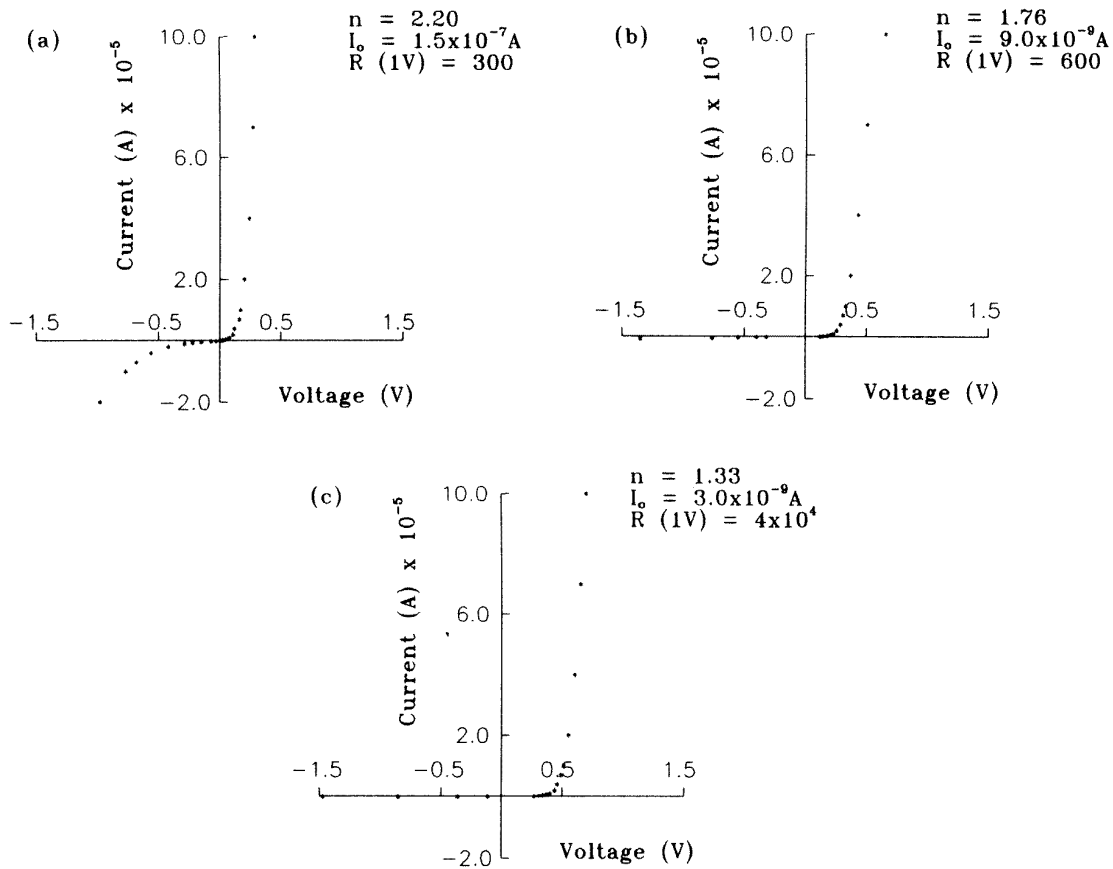 (a)
n = 2.20
I₀ = 1.5x10⁻⁷A
R (1V) = 300
Current (A) x 10⁻⁵
10.0
6.0
2.0
−1.5
−0.5
0.5
1.5
−2.0
Voltage (V)
(b)
n = 1.76
I₀ = 9.0x10⁻⁹A
R (1V) = 600
Current (A) x 10⁻⁵
10.0
6.0
2.0
−1.5
−0.5
0.5
1.5
−2.0
Voltage (V)
(c)
n = 1.33
I₀ = 3.0x10⁻⁹A
R (1V) = 4x10⁴
Current (A) x 10⁻⁵
10.0
6.0
2.0
−1.5
−0.5
0.5
1.5
−2.0
Voltage (V)